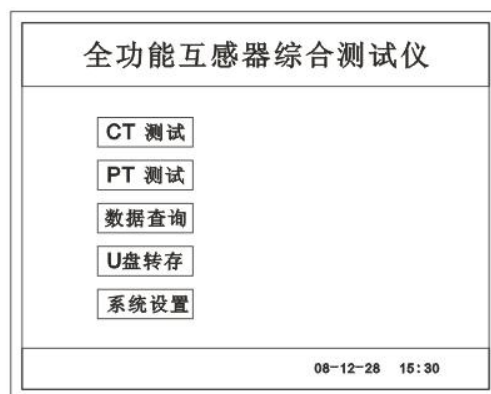 全功能互感器综合测试仪
CT 测试
PT 测试
数据查询
U盘转存
系统设置
08-12-28 15:30